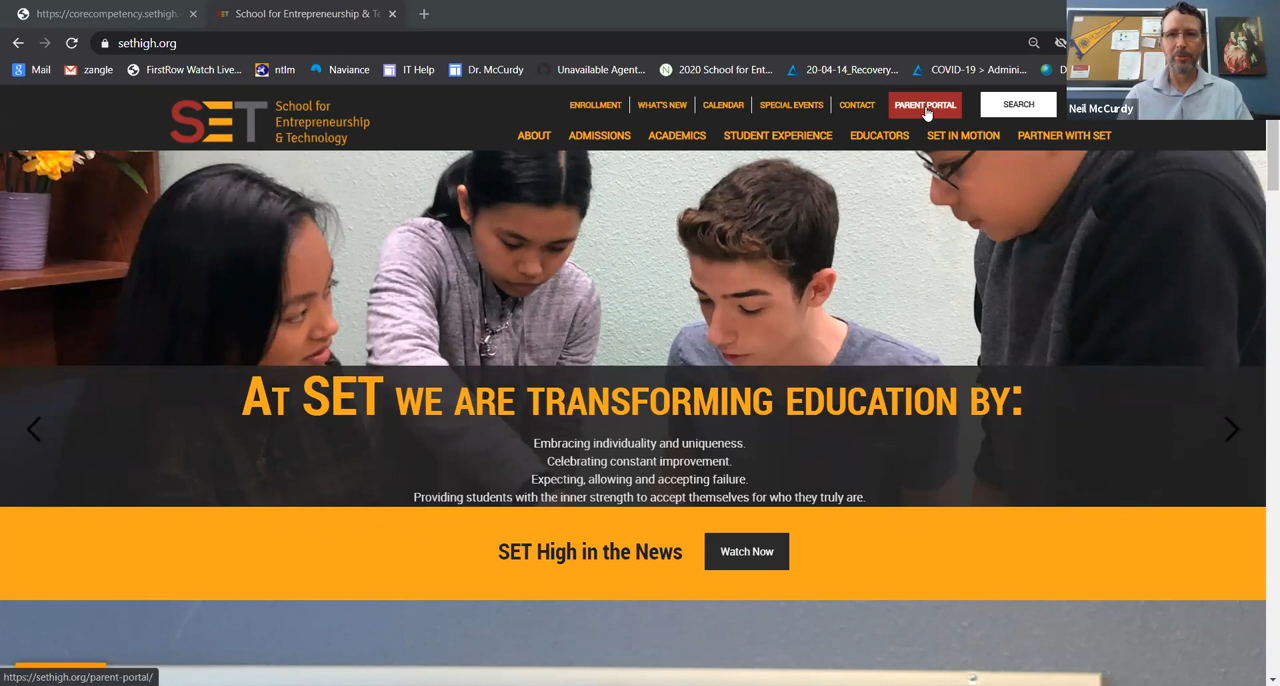 https://corecompetency.sethigh.
School for Entrepreneurship & Te
sethigh.org
Mail
zangle
FirstRow Watch Live...
ntlm
Naviance
IT Help
Dr. McCurdy
Unavailable Agent...
2020 School for Ent...
20-04-14_Recovery...
COVID-19 > Admini...
D
Neil McCurdy
SET
School for
Entrepreneurship
& Technology
ENROLLMENT
WHAT'S NEW
CALENDAR
SPECIAL EVENTS
CONTACT
PARENT PORTAL
SEARCH
ABOUT
ADMISSIONS
ACADEMICS
STUDENT EXPERIENCE
EDUCATORS
SET IN MOTION
PARTNER WITH SET
At SET we are transforming education by:
Embracing individuality and uniqueness.
Celebrating constant improvement.
Expecting, allowing and accepting failure.
Providing students with the inner strength to accept themselves for who they truly are.
SET High in the News
Watch Now
https://sethigh.org/parent-portal/